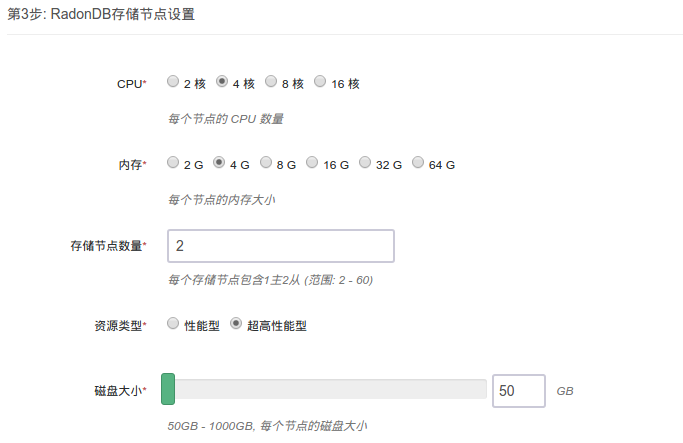 第3步: RadonDB存储节点设置
CPU* 2 核 4 核 8 核 16 核
每个节点的 CPU 数量
内存* 2 G 4 G 8 G 16 G 32 G 64 G
每个节点的内存大小
存储节点数量* 2
每个存储节点包含1主2从 (范围: 2 - 60)
资源类型* 性能型 超高性能型
磁盘大小* 50 GB
50GB - 1000GB, 每个节点的磁盘大小